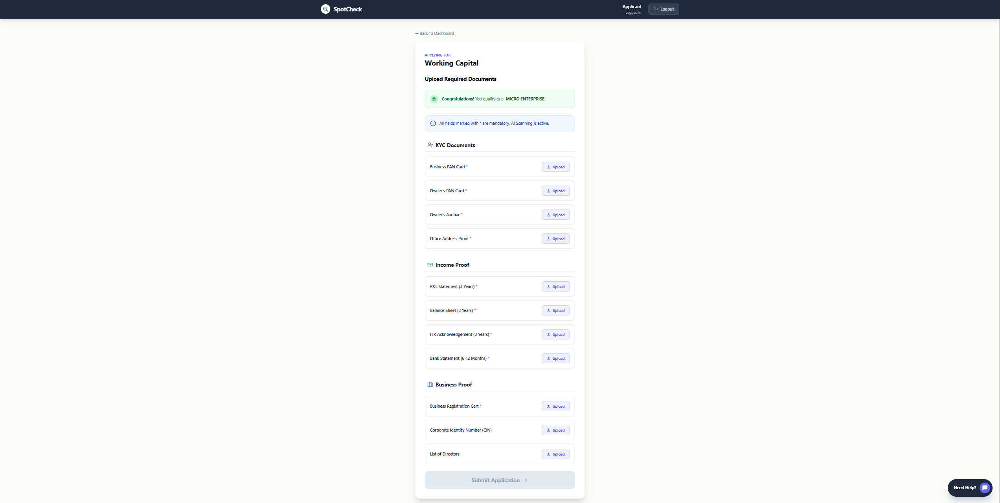 SpotCheck
Applicant
Logged In
Logout
← Back to Dashboard
APPLYING FOR
Working Capital
Upload Required Documents
Congratulations! You qualify as a MICRO ENTERPRISE.
All fields marked with * are mandatory. AI Scanning is active.
KYC Documents
Business PAN Card *
Upload
Owner's PAN Card *
Upload
Owner's Aadhar *
Upload
Office Address Proof *
Upload
Income Proof
P&L Statement (3 Years) *
Upload
Balance Sheet (3 Years) *
Upload
ITR Acknowledgement (3 Years) *
Upload
Bank Statement (6-12 Months) *
Upload
Business Proof
Business Registration Cert *
Upload
Corporate Identity Number (CIN)
Upload
List of Directors
Upload
Submit Application →
Need Help?